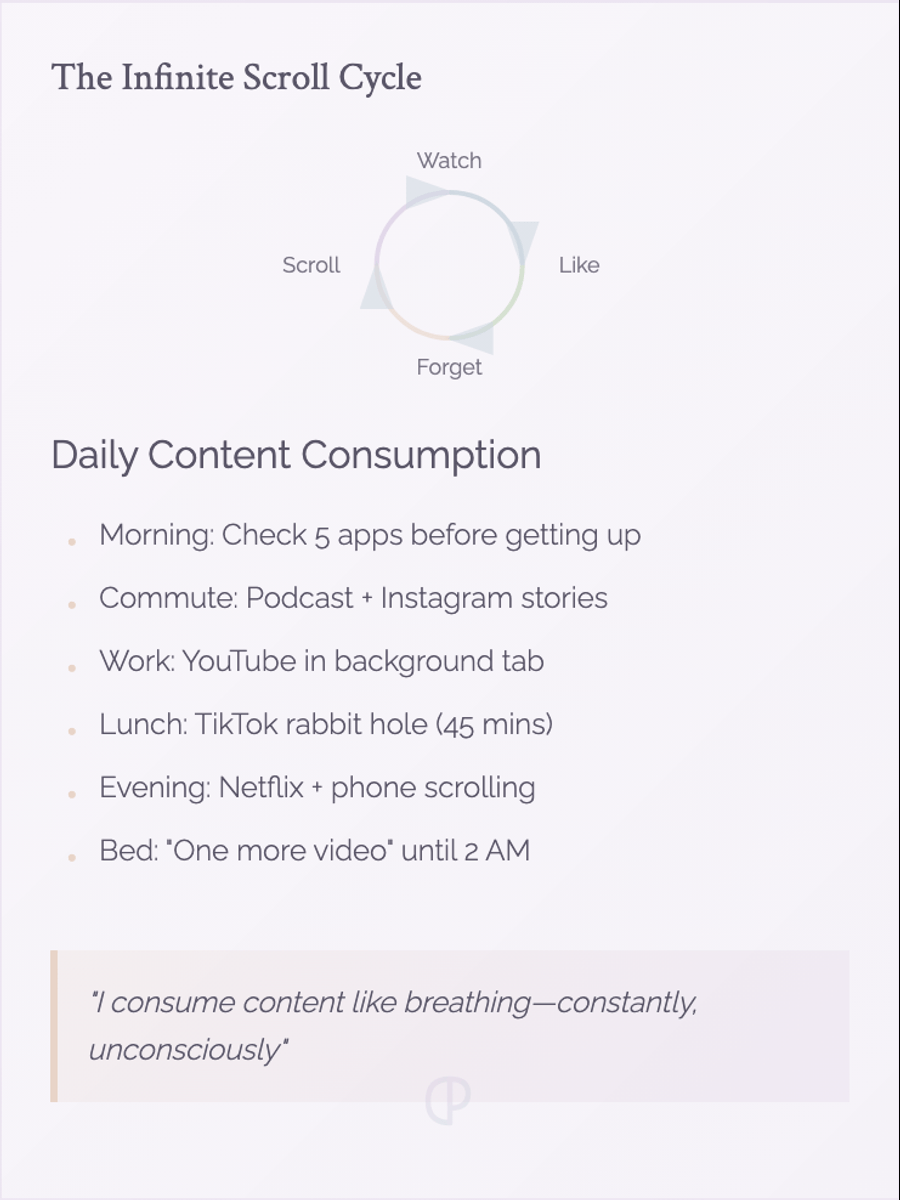 The Infinite Scroll Cycle
Watch
Scroll
Like
Forget
Daily Content Consumption
Morning: Check 5 apps before getting up
Commute: Podcast + Instagram stories
Work: YouTube in background tab
Lunch: TikTok rabbit hole (45 mins)
Evening: Netflix + phone scrolling
Bed: "One more video" until 2 AM
"I consume content like breathing—constantly,
unconsciously"